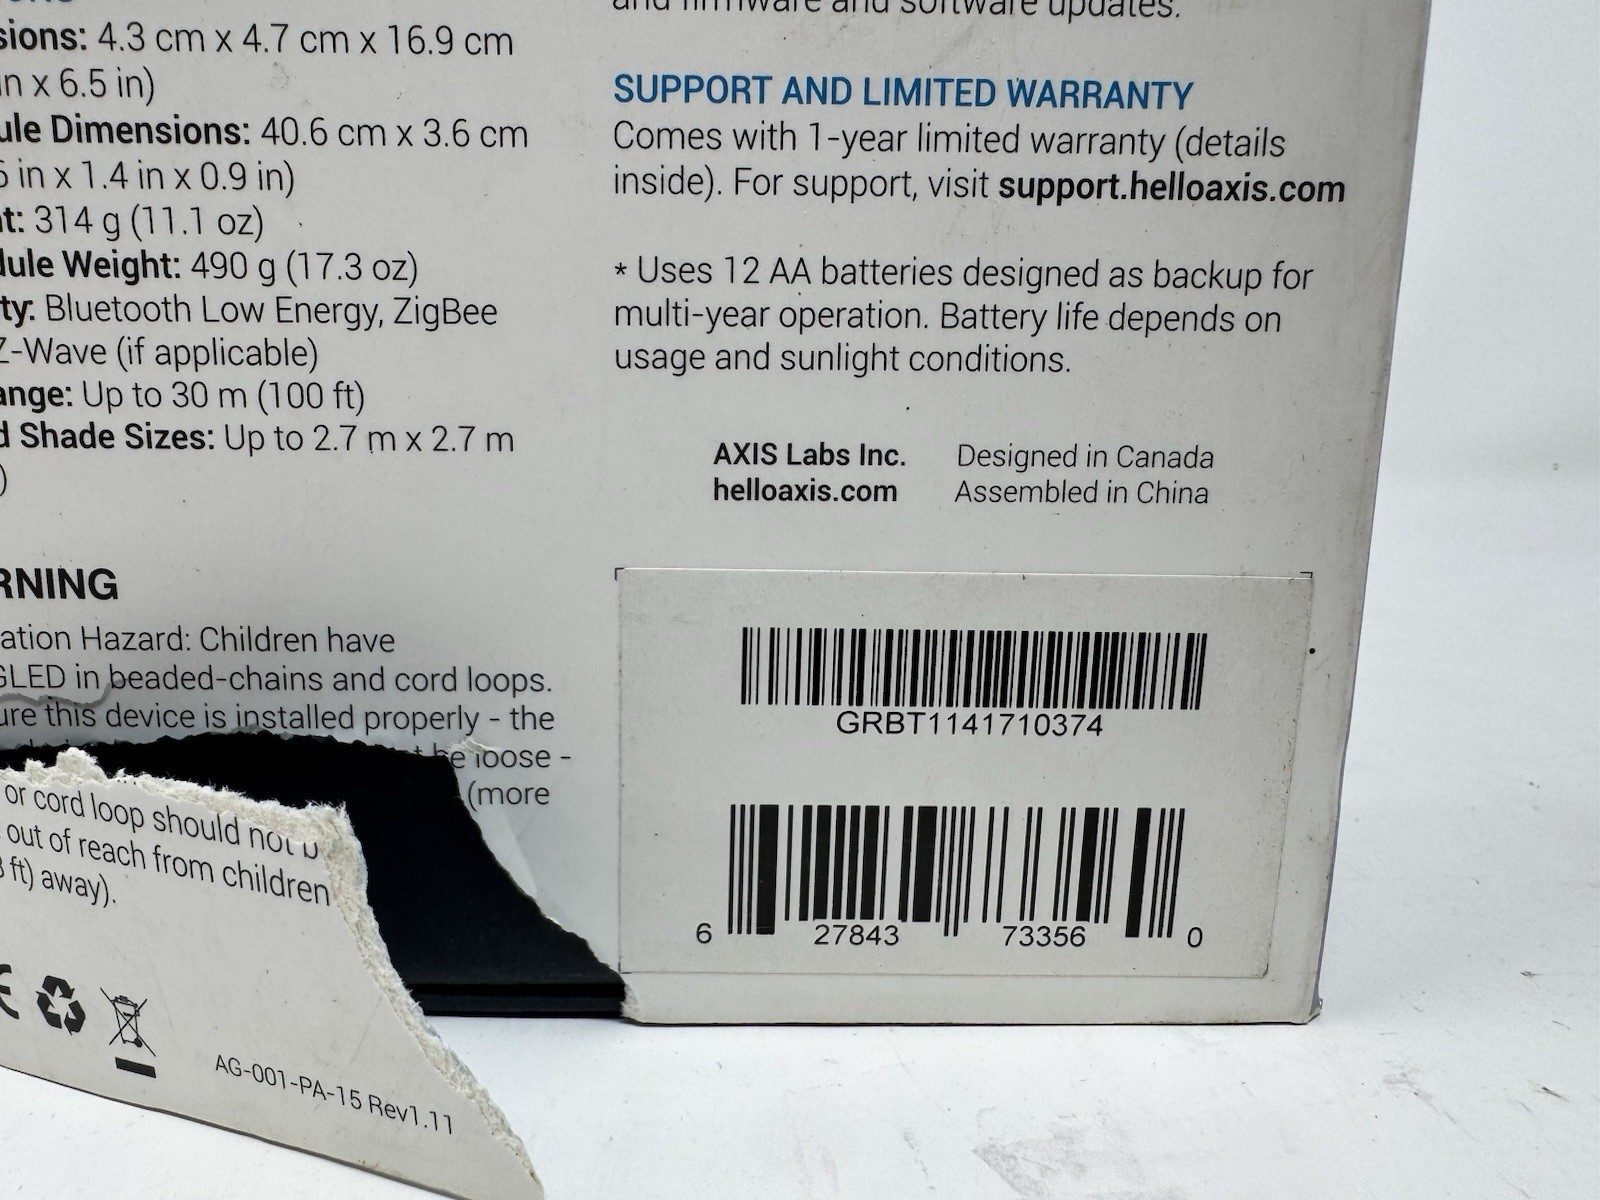 sions: 4.3 cm x 4.7 cm x 16.9 cm
in x 6.5 in)
ule Dimensions: 40.6 cm x 3.6 cm
in x 1.4 in x 0.9 in)
t: 314 g (11.1 oz)
dule Weight: 490 g (17.3 oz)
ty: Bluetooth Low Energy, ZigBee
Z-Wave (if applicable)
ange: Up to 30 m (100 ft)
d Shade Sizes: Up to 2.7 m x 2.7 m
)
RNING
ation Hazard: Children have
GLED in beaded-chains and cord loops.
ure this device is installed properly - the
be loose -
(more
or cord loop should not b
out of reach from children
ft) away).
AG-001-PA-15 Rev1.11
and firmware and software updates.
SUPPORT AND LIMITED WARRANTY
Comes with 1-year limited warranty (details
inside). For support, visit support.helloaxis.com
* Uses 12 AA batteries designed as backup for
multi-year operation. Battery life depends on
usage and sunlight conditions.
AXIS Labs Inc.
helloaxis.com
Designed in Canada
Assembled in China
GRBT1141710374
6 27843 73356 0